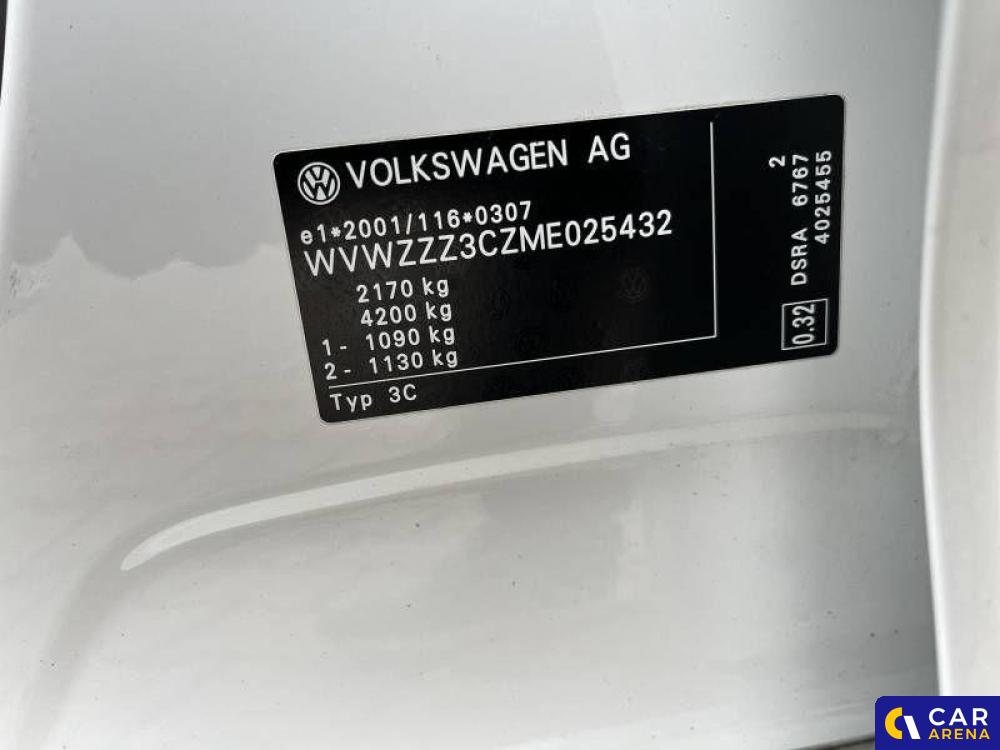 VOLKSWAGEN AG
e1*2001/116*0307
WVWZZZ3CZME025432
2170 kg
4200 kg
1- 1090 kg
2- 1130 kg
Typ 3C
2
DSRA 6767
4025455
0.32
CAR
ARENA